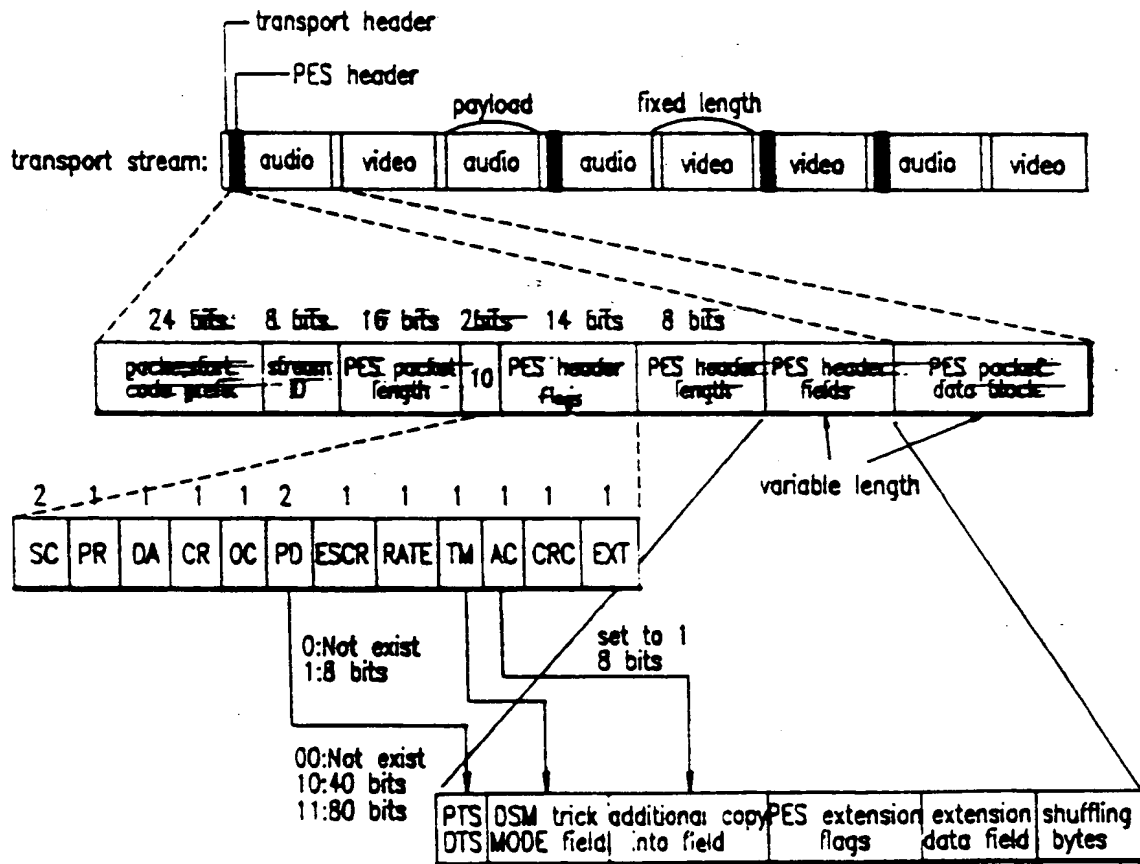 transport header
PES header
payload
fixed length
transport stream:
audio
video
audio
audio
video
video
audio
video
24 bits
8 bits
16 bits
2bits
14 bits
8 bits
packet start
code prefix
stream
ID
PES packet
length
10
PES header
flags
PES header
length
PES header
fields
PES packet
data block
variable length
2 1 1 1 1 2 1 1 1 1 1 1
SC PR DA CR OC PD ESCR RATE TM AC CRC EXT
0:Not exist
1:8 bits
set to 1
8 bits
00:Not exist
10:40 bits
11:80 bits
PTS
DTS
DSM trick
MODE field
additional copy
into field
PES extension
flags
extension
data field
shuffling
bytes